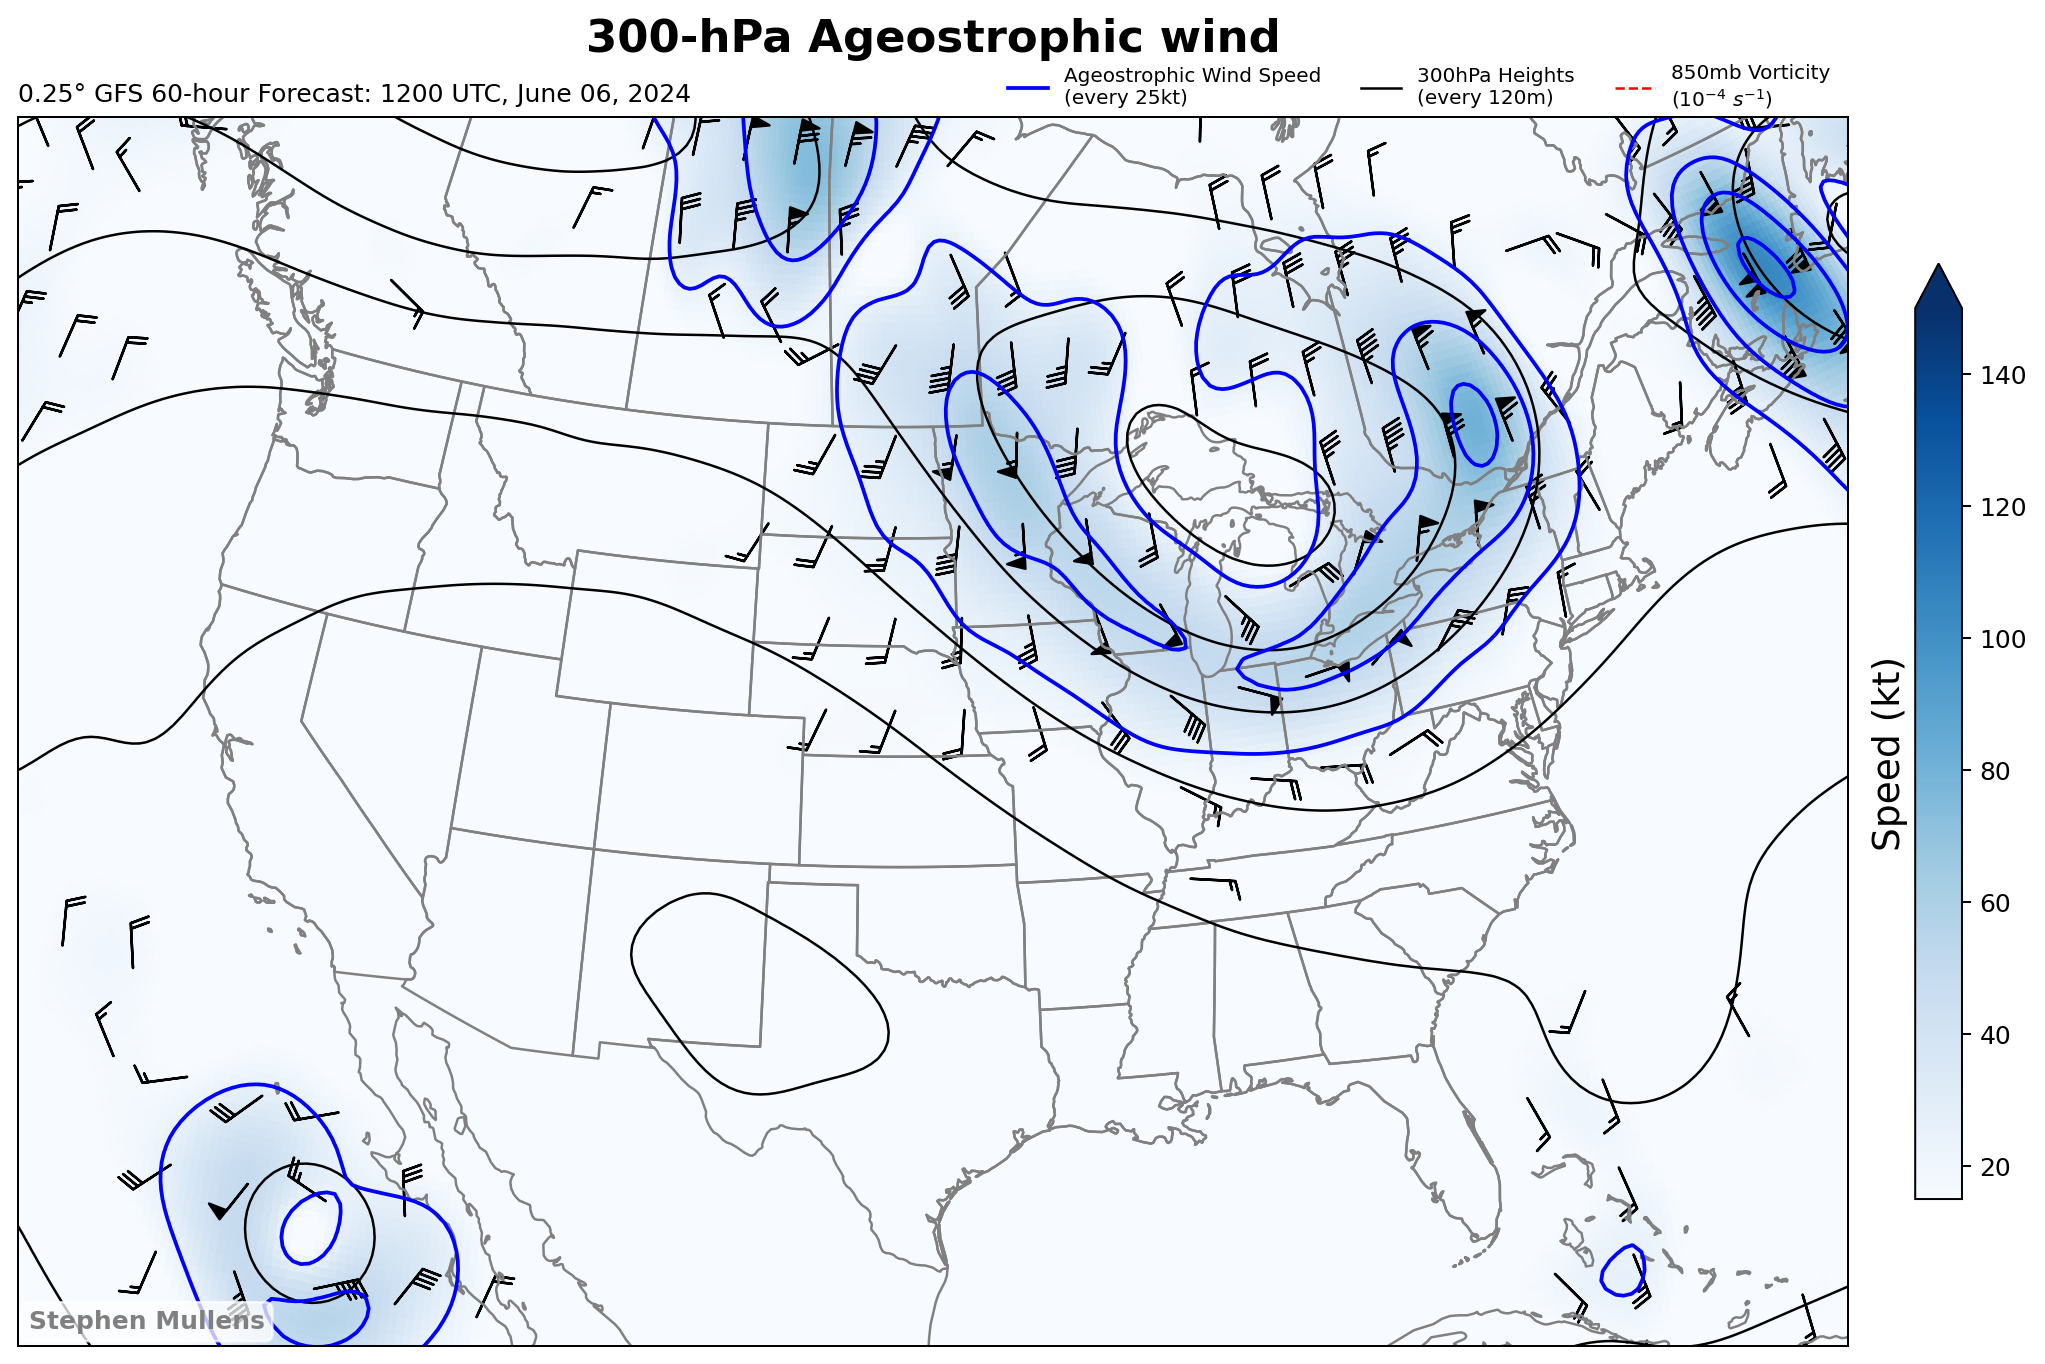 300-hPa Ageostrophic wind
0.25° GFS 60-hour Forecast: 1200 UTC, June 06, 2024
Ageostrophic Wind Speed
(every 25kt)
300hPa Heights
(every 120m)
850mb Vorticity
(10⁻⁴ s⁻¹)
140
120
100
80
60
40
20
Speed (kt)
Stephen Mullens